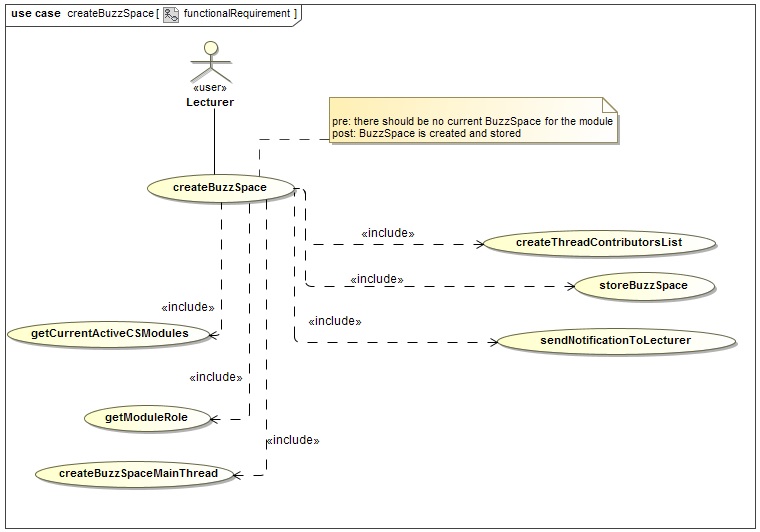 use case createBuzzSpace [ functionalRequirement ]
«user»
Lecturer
pre: there should be no current BuzzSpace for the module
post: BuzzSpace is created and stored
createBuzzSpace
«include»
createThreadContributorsList
«include»
storeBuzzSpace
«include»
getCurrentActiveCSModules
«include»
sendNotificationToLecturer
«include»
getModuleRole
«include»
createBuzzSpaceMainThread